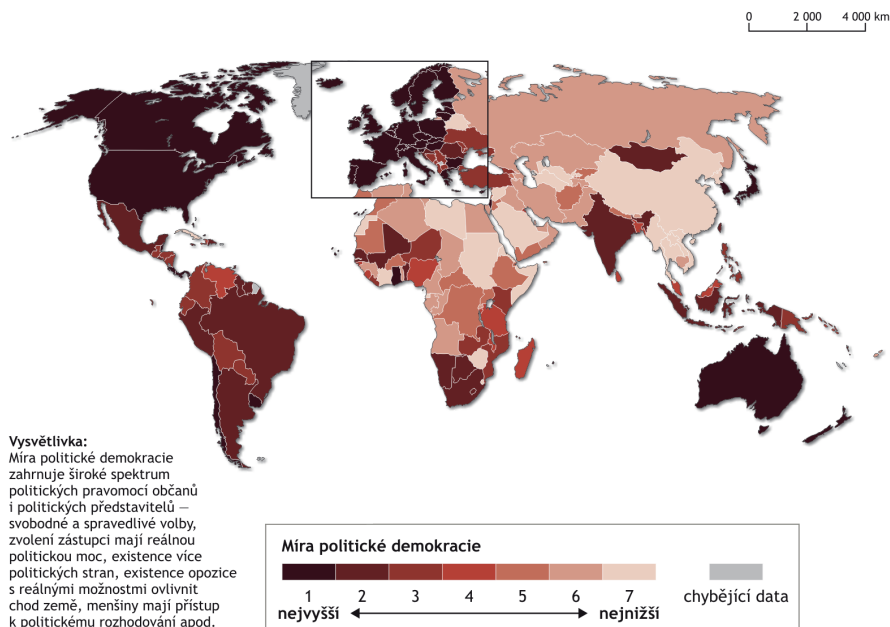 0 2 000 4 000 km
Vysvětlivka:
Míra politické demokracie
zahrnuje široké spektrum
politických pravomocí občanů
i politických představitelů —
svobodné a spravedlivé volby,
zvolení zástupci mají reálnou
politickou moc, existence více
politických stran, existence opozice
s reálnými možnostmi ovlivnit
chod země, menšiny mají přístup
k politickému rozhodování apod.
Míra politické demokracie
1 2 3 4 5 6 7
nejvyšší nejnižší
chybějící data